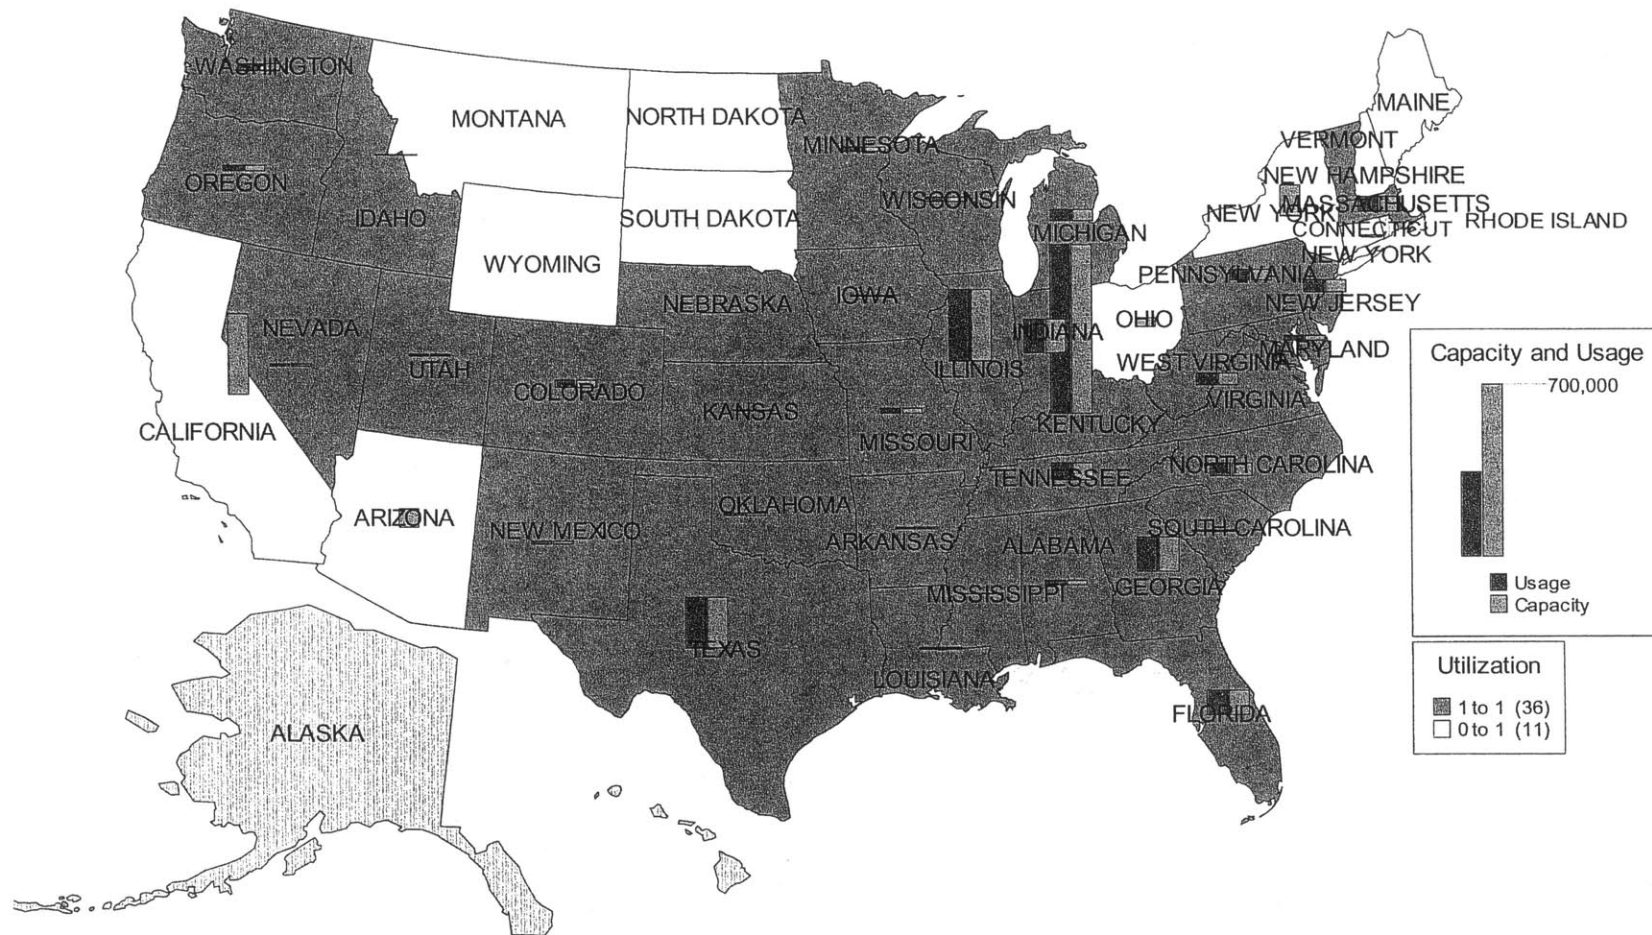 WASHINGTON
MONTANA
NORTH DAKOTA
MINNESOTA
MAINE
VERMONT
OREGON
IDAHO
SOUTH DAKOTA
WISCONSIN
MICHIGAN
NEW HAMPSHIRE
MASSACHUSETTS
NEW YORK
RHODE ISLAND
CONNECTICUT
NEW YORK
WYOMING
PENNSYLVANIA
NEBRASKA
IOWA
NEW JERSEY
NEVADA
UTAH
COLORADO
ILLINOIS
INDIANA
OHIO
MARYLAND
WEST VIRGINIA
VIRGINIA
CALIFORNIA
KANSAS
MISSOURI
KENTUCKY
ARIZONA
NEW MEXICO
OKLAHOMA
ARKANSAS
TENNESSEE
NORTH CAROLINA
SOUTH CAROLINA
ALABAMA
MISSISSIPPI
GEORGIA
TEXAS
LOUISIANA
FLORIDA
ALASKA
Capacity and Usage
700,000
Usage
Capacity
Utilization
1 to 1 (36)
0 to 1 (11)